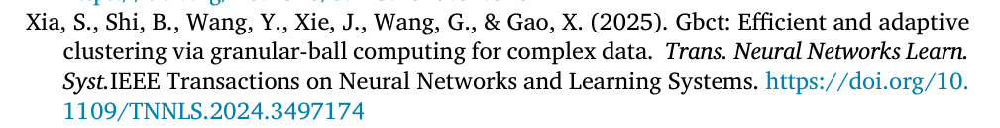 Xia, S., Shi, B., Wang, Y., Xie, J., Wang, G., & Gao, X. (2025). Gbct: Efficient and adaptive
clustering via granular-ball computing for complex data. Trans. Neural Networks Learn.
Syst.IEEE Transactions on Neural Networks and Learning Systems. https://doi.org/10.
1109/TNNLS.2024.3497174